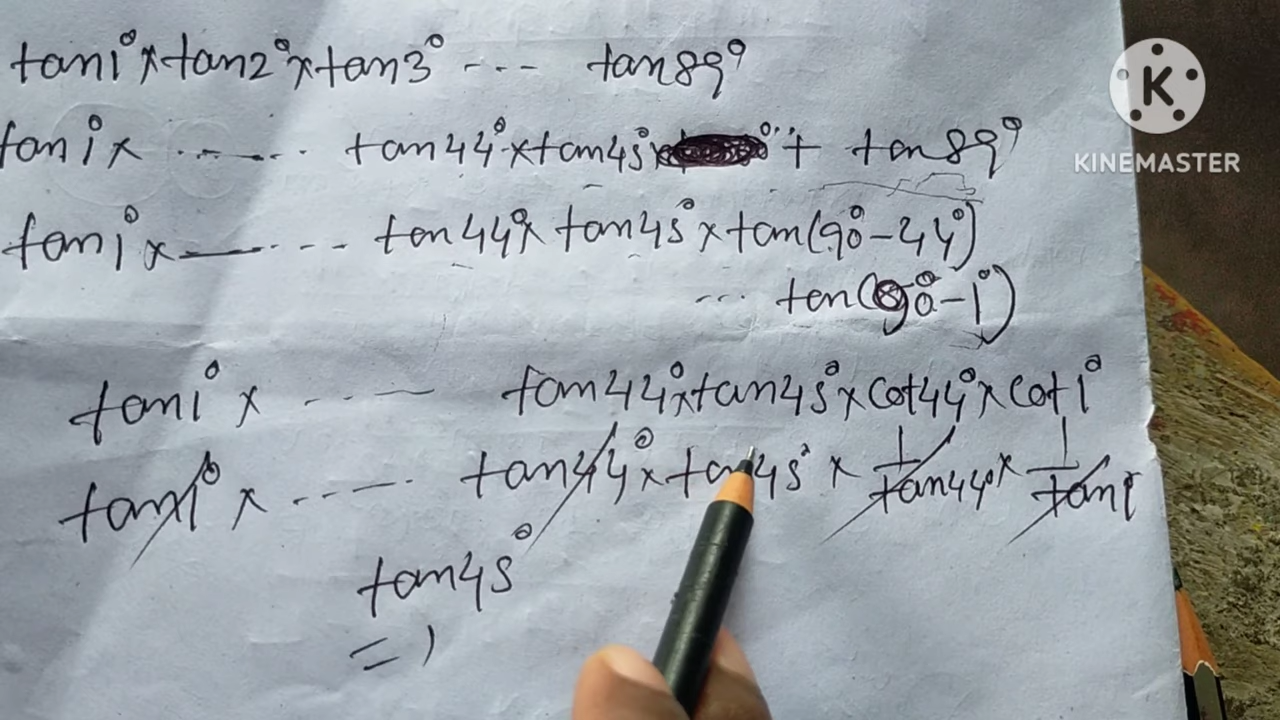 tan1° × tan2° × tan3° --- tan89°
tan1° × ------- tan44° × tan45° × ° + tan89°
tan1° × ------ tan44° × tan45° × tan(90° - 44°)
--- tan(90° - 1°)
tan1° × ---- tan44° × tan45° × cot44° × cot1°
tan1° × ----- tan44° × tan45° × 1/tan44° × 1/tan1°
tan45°
= 1
K
KINEMASTER